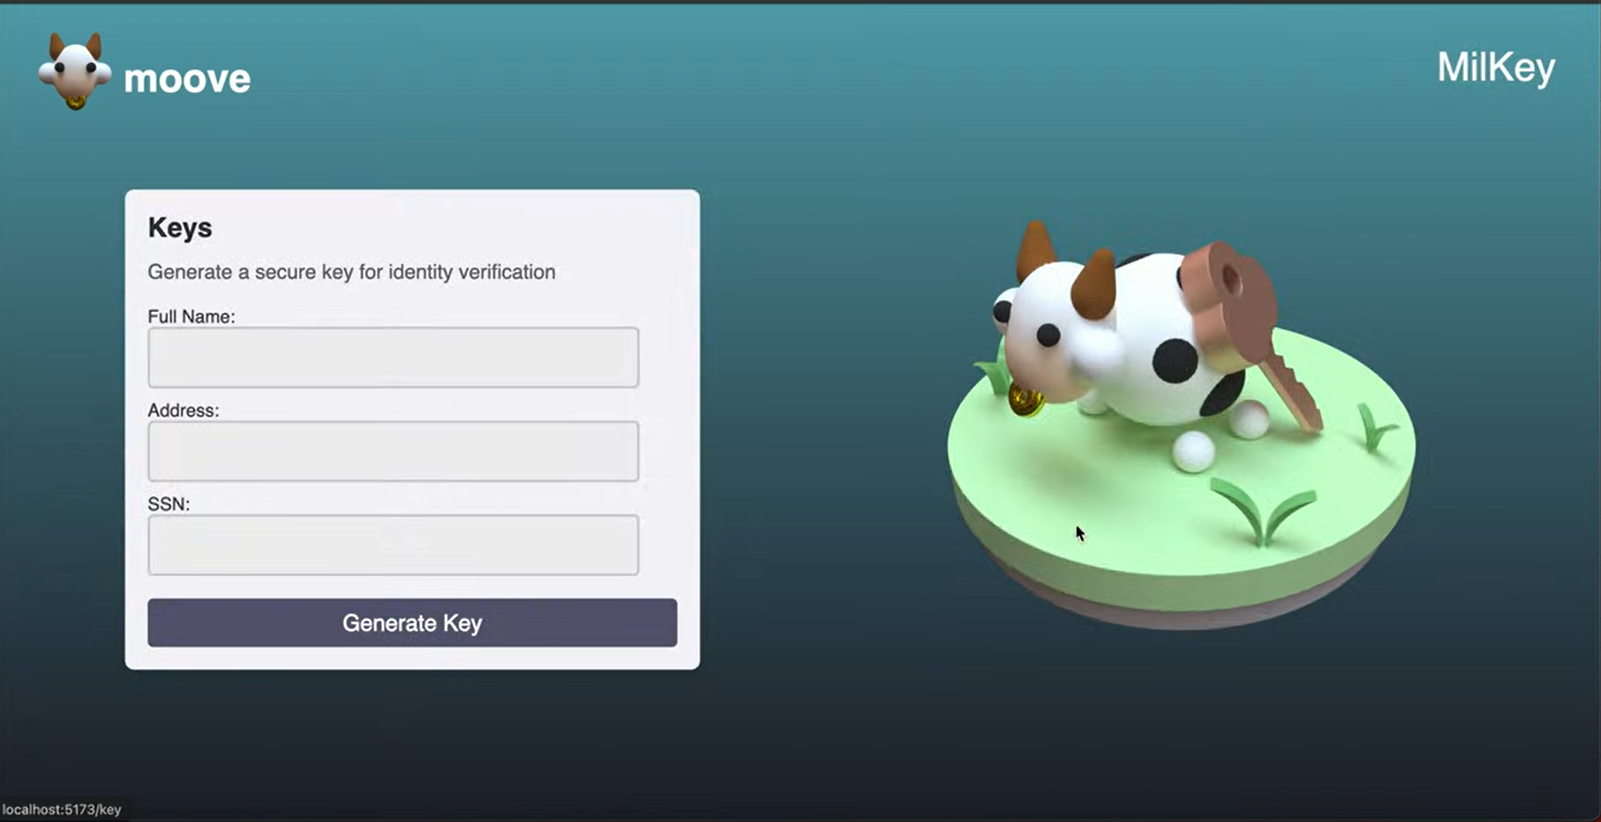 moove
MilKey
Keys
Generate a secure key for identity verification
Full Name:
Address:
SSN:
Generate Key
localhost:5173/key